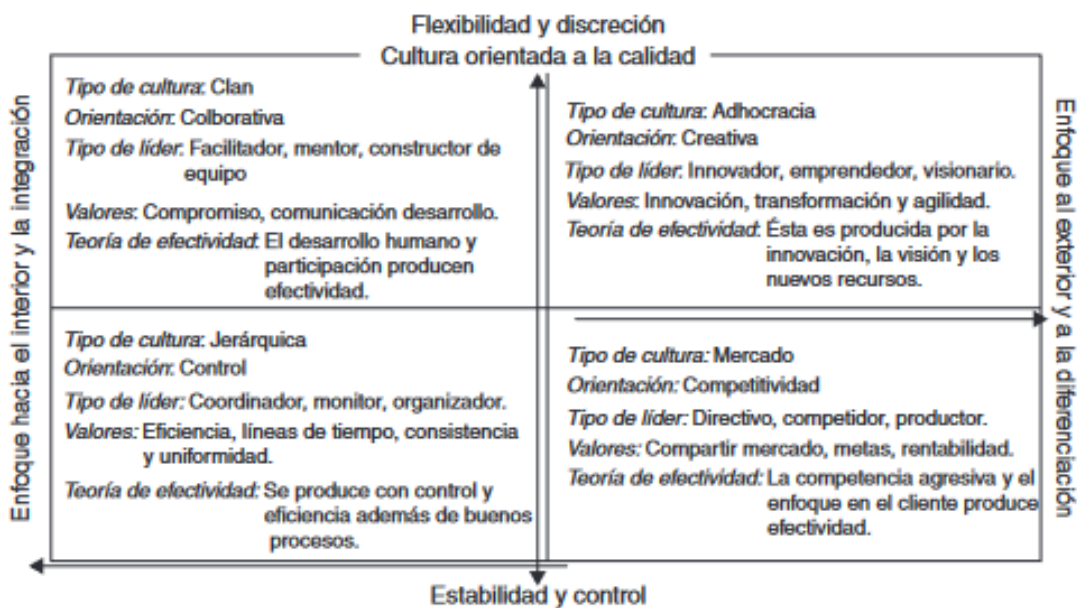 Flexibilidad y discreción
Cultura orientada a la calidad
Enfoque hacia el interior y la integración
Tipo de cultura: Clan
Orientación: Colborativa
Tipo de líder: Facilitador, mentor, constructor de
equipo
Valores: Compromiso, comunicación desarrollo.
Teoría de efectividad: El desarrollo humano y
participación producen
efectividad.
Tipo de cultura: Adhocracia
Orientación: Creativa
Tipo de líder: Innovador, emprendedor, visionario.
Valores: Innovación, transformación y agilidad.
Teoría de efectividad: Ésta es producida por la
innovación, la visión y los
nuevos recursos.
Enfoque al exterior y a la diferenciación
Tipo de cultura: Jerárquica
Orientación: Control
Tipo de líder: Coordinador, monitor, organizador.
Valores: Eficiencia, líneas de tiempo, consistencia
y uniformidad.
Teoría de efectividad: Se produce con control y
eficiencia además de buenos
procesos.
Tipo de cultura: Mercado
Orientación: Competitividad
Tipo de líder: Directivo, competidor, productor.
Valores: Compartir mercado, metas, rentabilidad.
Teoría de efectividad: La competencia agresiva y el
enfoque en el cliente produce
efectividad.
Estabilidad y control